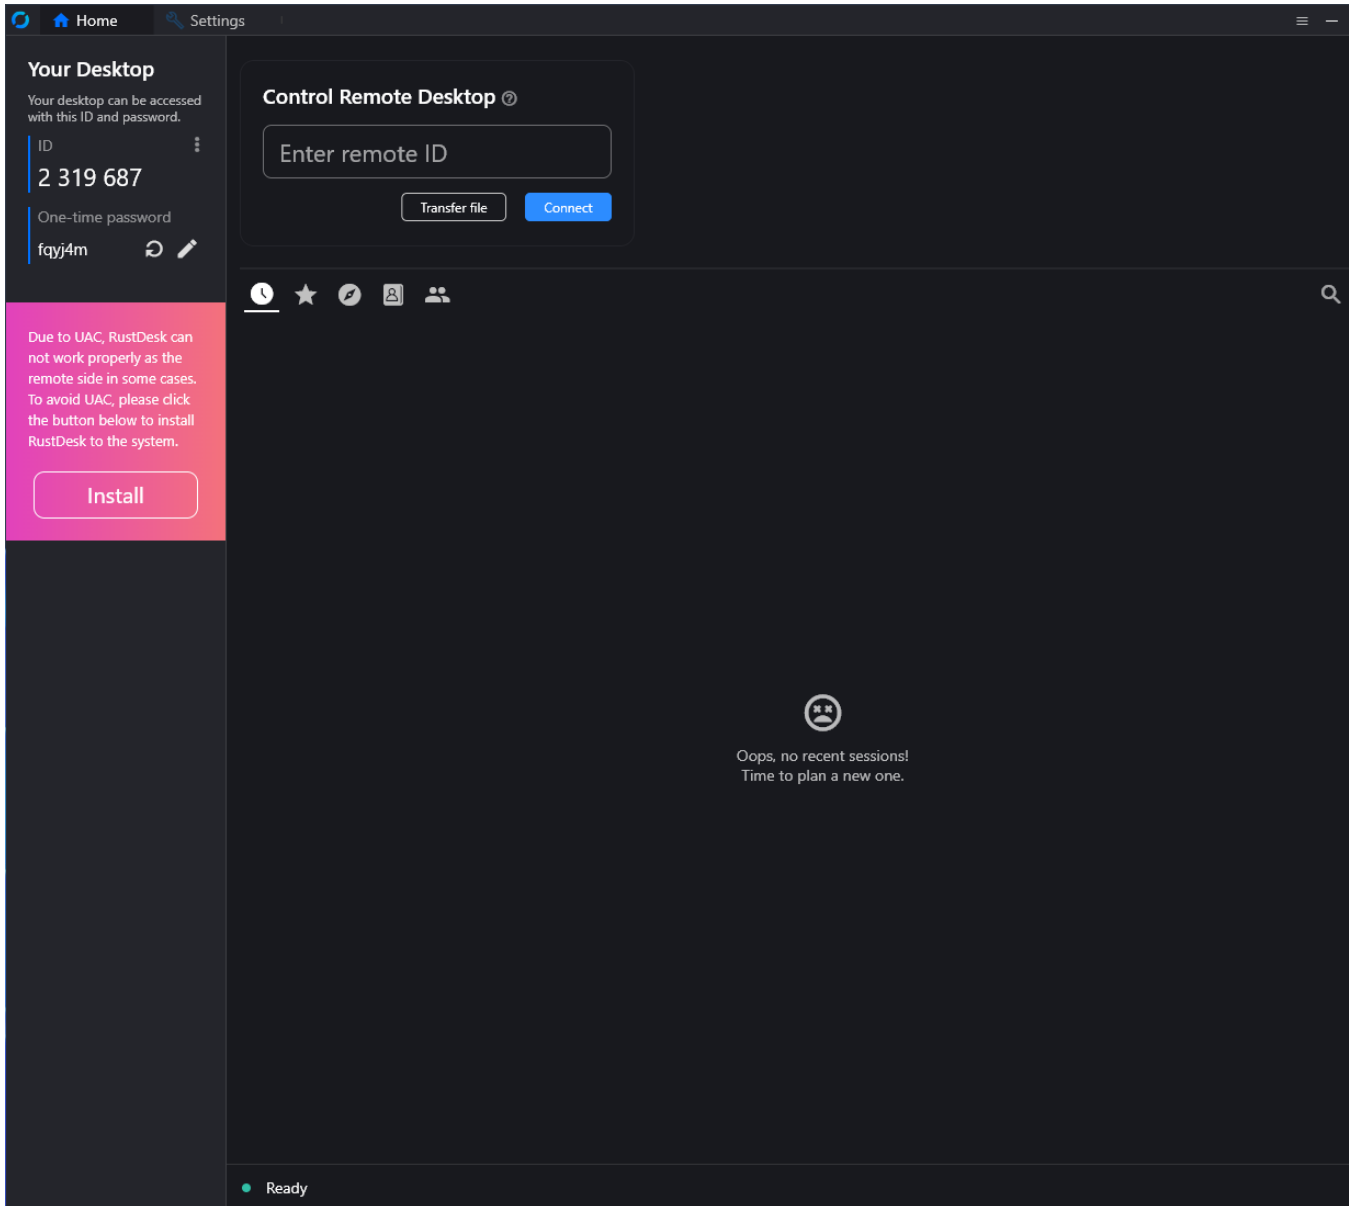 Home
Settings
Your Desktop
Your desktop can be accessed
with this ID and password.
ID
2 319 687
One-time password
fqyj4m
Due to UAC, RustDesk can
not work properly as the
remote side in some cases.
To avoid UAC, please click
the button below to install
RustDesk to the system.
Install
Control Remote Desktop
Enter remote ID
Transfer file
Connect
Oops, no recent sessions!
Time to plan a new one.
Ready